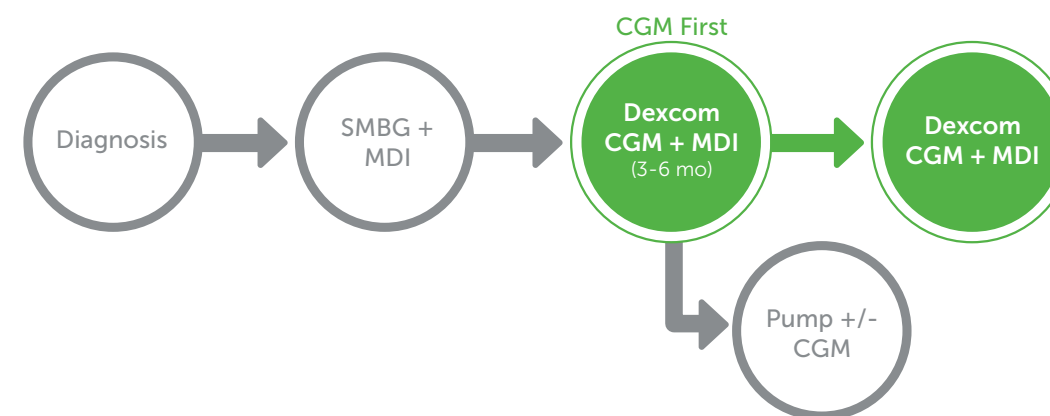 CGM First
Diagnosis
SMBG +
MDI
Dexcom
CGM + MDI
(3-6 mo)
Dexcom
CGM + MDI
Pump +/-
CGM